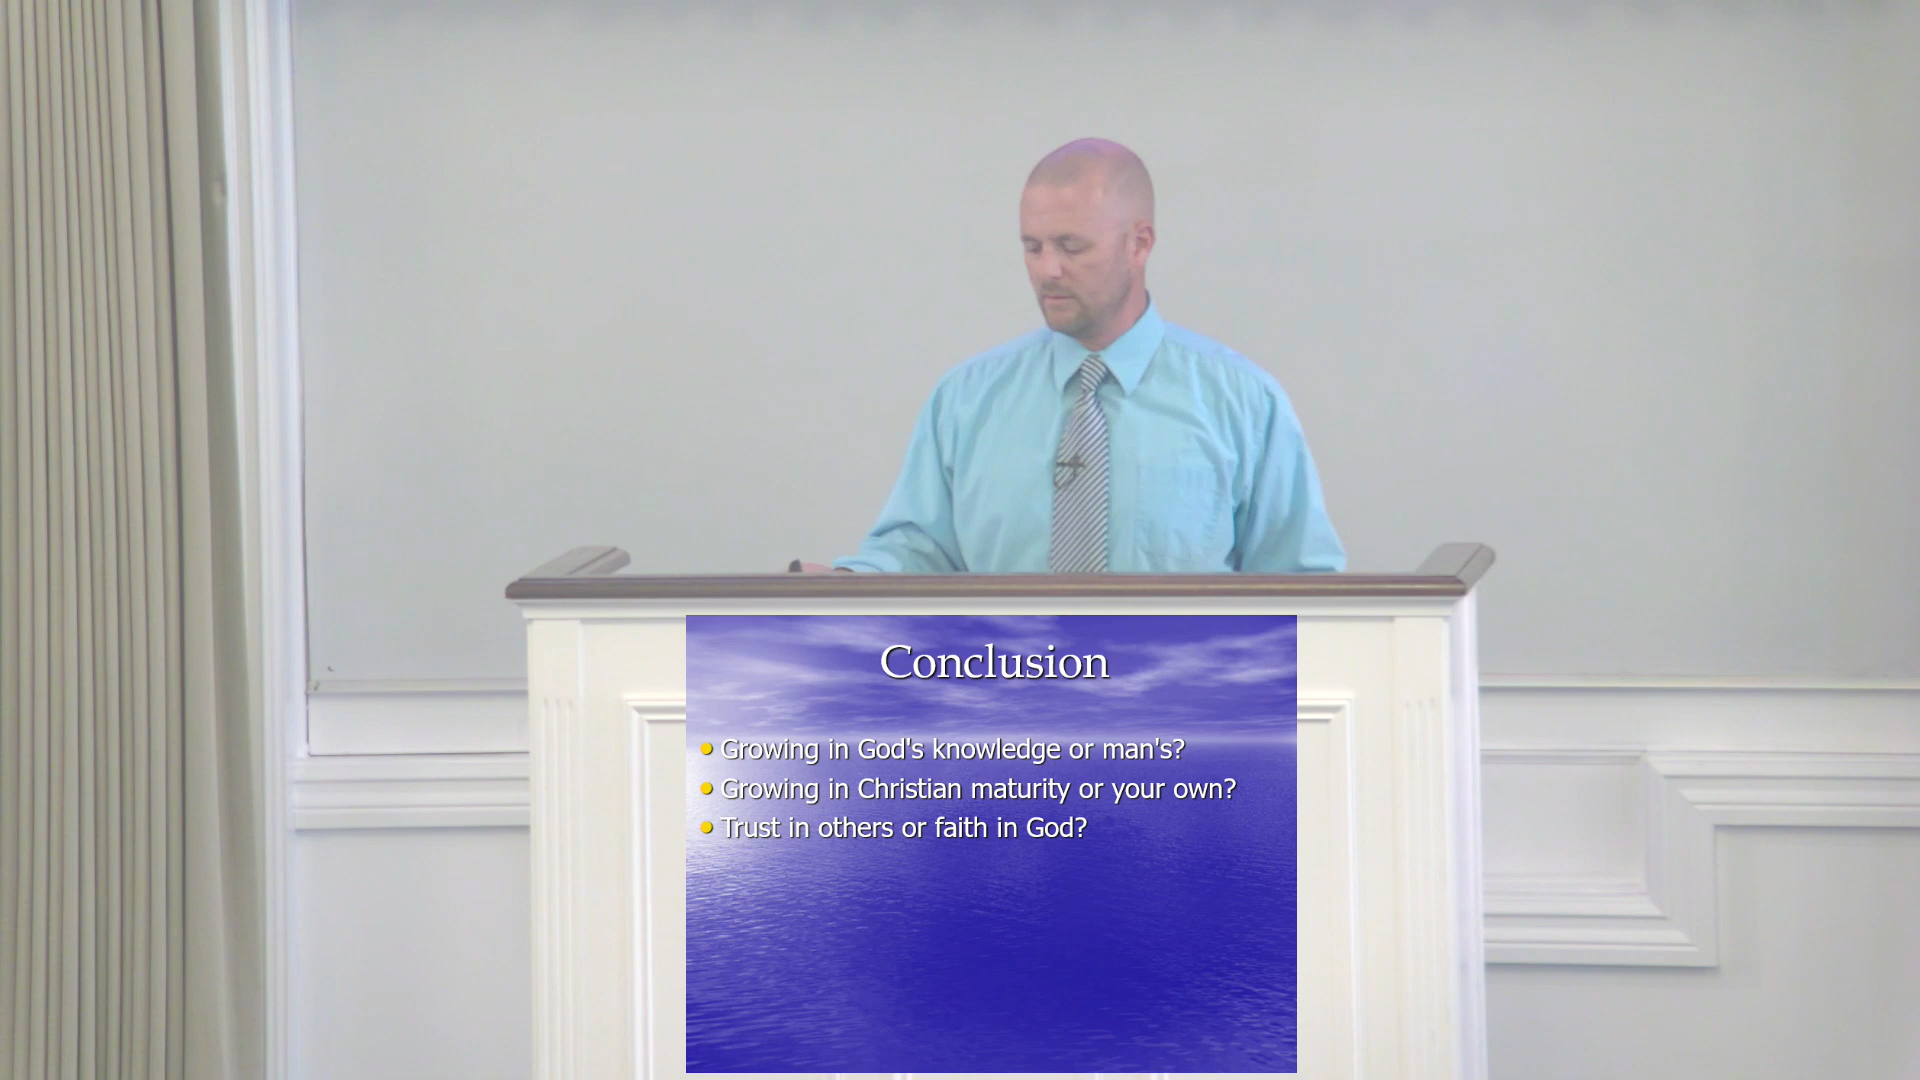 Conclusion
Growing in God's knowledge or man's?
Growing in Christian maturity or your own?
Trust in others or faith in God?